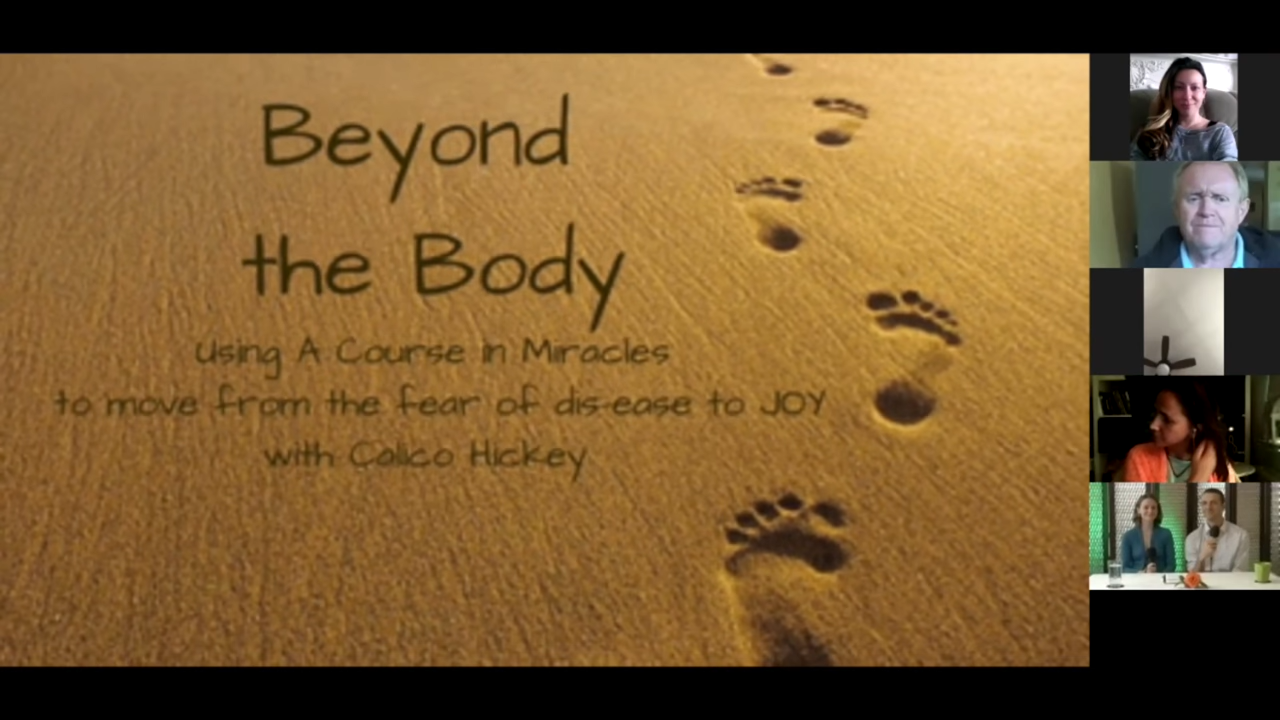 Beyond
the Body
Using A Course in Miracles
to move from the fear of dis-ease to JOY
with Calico Hickey